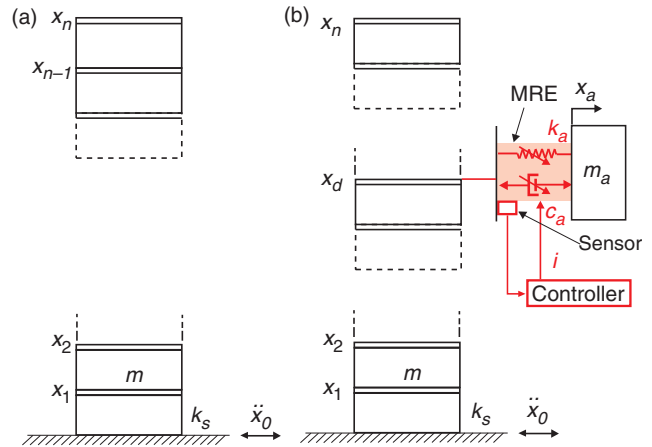 (a)
xn
xn–1
x2
x1
m
ks
ẍ0
(b)
xn
MRE
xa
ka
ma
xd
ca
Sensor
i
Controller
x2
x1
m
ks
ẍ0